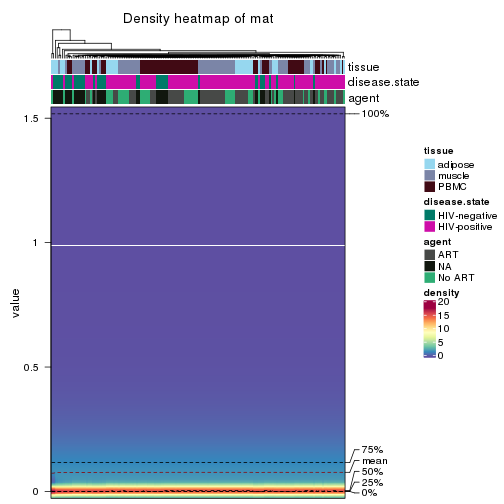 Density heatmap of mat
tissue
disease.state
agent
1.5
1
0.5
0
value
100%
75%
mean
50%
25%
0%
tissue
adipose
muscle
PBMC
disease.state
HIV-negative
HIV-positive
agent
ART
NA
No ART
density
20
15
10
5
0